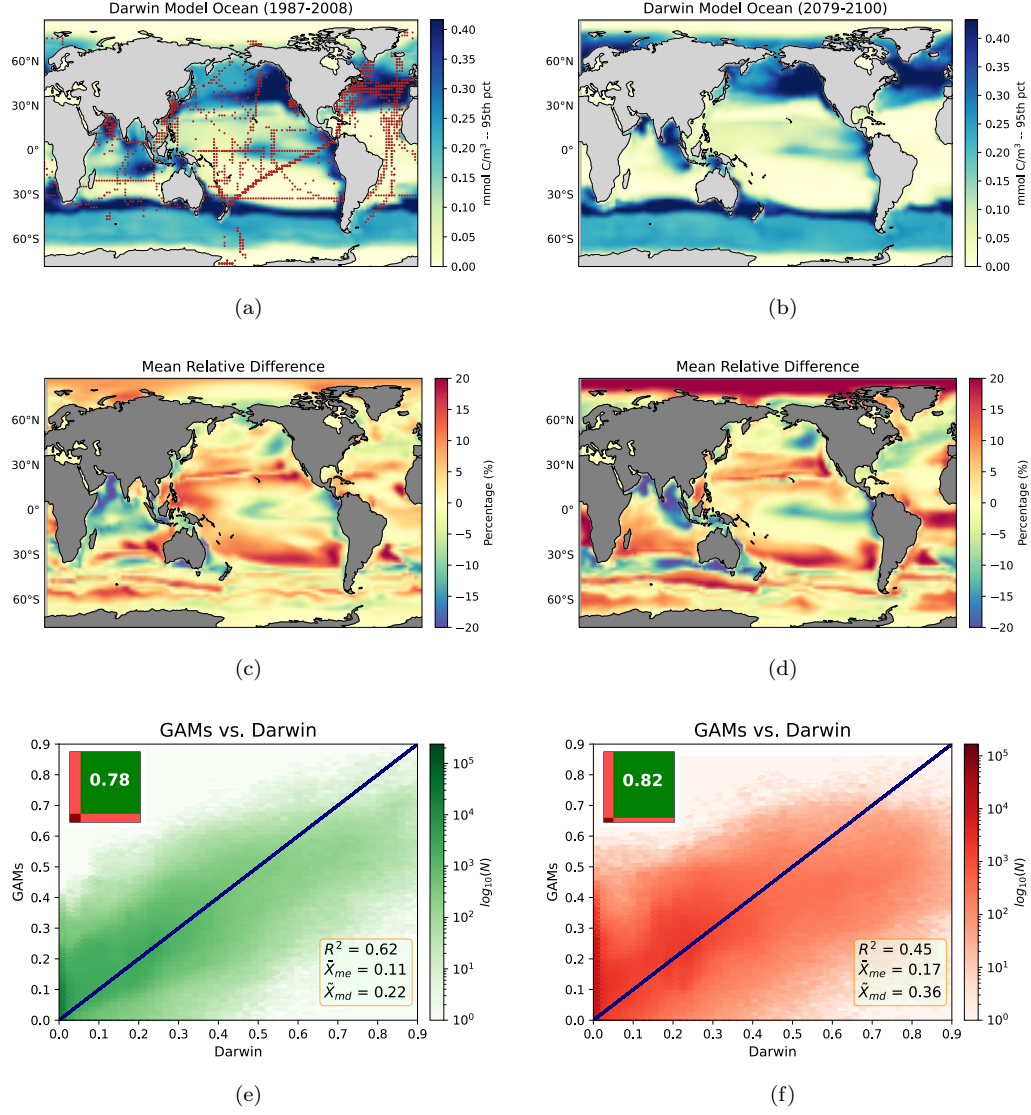 Darwin Model Ocean (1987-2008)
60°N
30°N
0°
30°S
60°S
0.40
0.35
0.30
0.25
0.20
0.15
0.10
0.05
0.00
mmol C/m³ -- 95th pct
(a)
Darwin Model Ocean (2079-2100)
60°N
30°N
0°
30°S
60°S
0.40
0.35
0.30
0.25
0.20
0.15
0.10
0.05
0.00
mmol C/m³ -- 95th pct
(b)
Mean Relative Difference
60°N
30°N
0°
30°S
60°S
20
15
10
5
0
−5
−10
−15
−20
Percentage (%)
(c)
Mean Relative Difference
60°N
30°N
0°
30°S
60°S
20
15
10
5
0
−5
−10
−15
−20
Percentage (%)
(d)
GAMs vs. Darwin
0.9
0.8
0.7
0.6
0.5
0.4
0.3
0.2
0.1
0.0
GAMs
0.78
R² = 0.62
X̄me = 0.11
X̃md = 0.22
0.0 0.1 0.2 0.3 0.4 0.5 0.6 0.7 0.8 0.9
Darwin
10⁵
10⁴
10³
10²
10¹
10⁰
log₁₀(N)
(e)
GAMs vs. Darwin
0.9
0.8
0.7
0.6
0.5
0.4
0.3
0.2
0.1
0.0
GAMs
0.82
R² = 0.45
X̄me = 0.17
X̃md = 0.36
0.0 0.1 0.2 0.3 0.4 0.5 0.6 0.7 0.8 0.9
Darwin
10⁵
10⁴
10³
10²
10¹
10⁰
log₁₀(N)
(f)